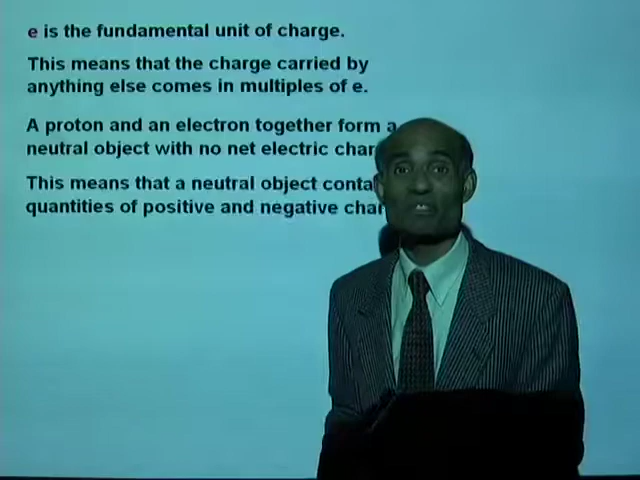 e is the fundamental unit of charge.
This means that the charge carried by
anything else comes in multiples of e.
A proton and an electron together form a
neutral object with no net electric char
This means that a neutral object conta
quantities of positive and negative char